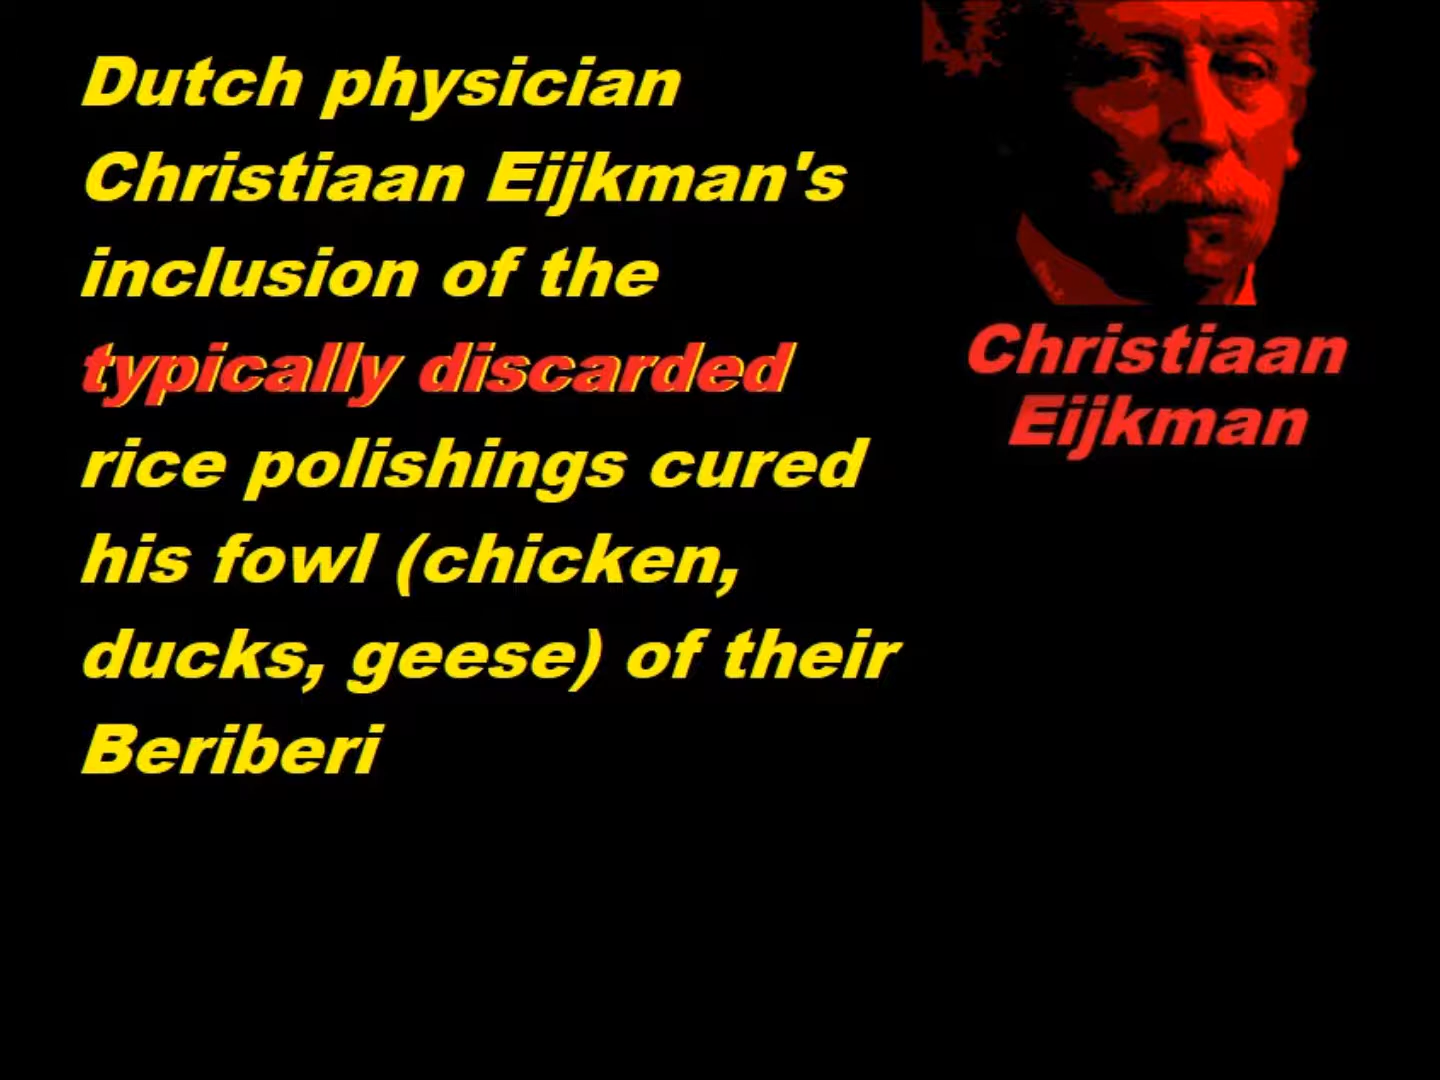 Dutch physician
Christiaan Eijkman's
inclusion of the
typically discarded
rice polishings cured
his fowl (chicken,
ducks, geese) of their
Beriberi
Christiaan
Eijkman